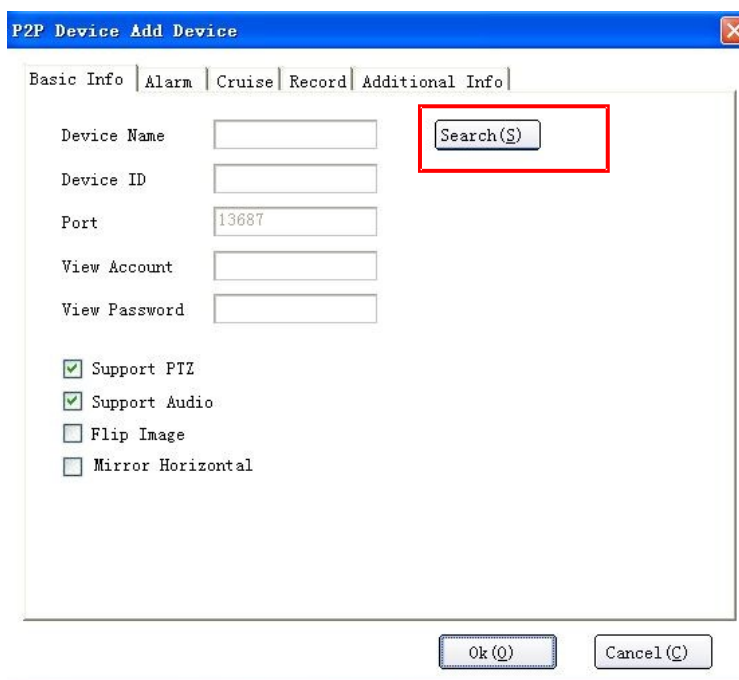 P2P Device Add Device
Basic Info Alarm Cruise Record Additional Info
Device Name Search(S)
Device ID
Port 13687
View Account
View Password
Support PTZ
Support Audio
Flip Image
Mirror Horizontal
Ok(O) Cancel(C)